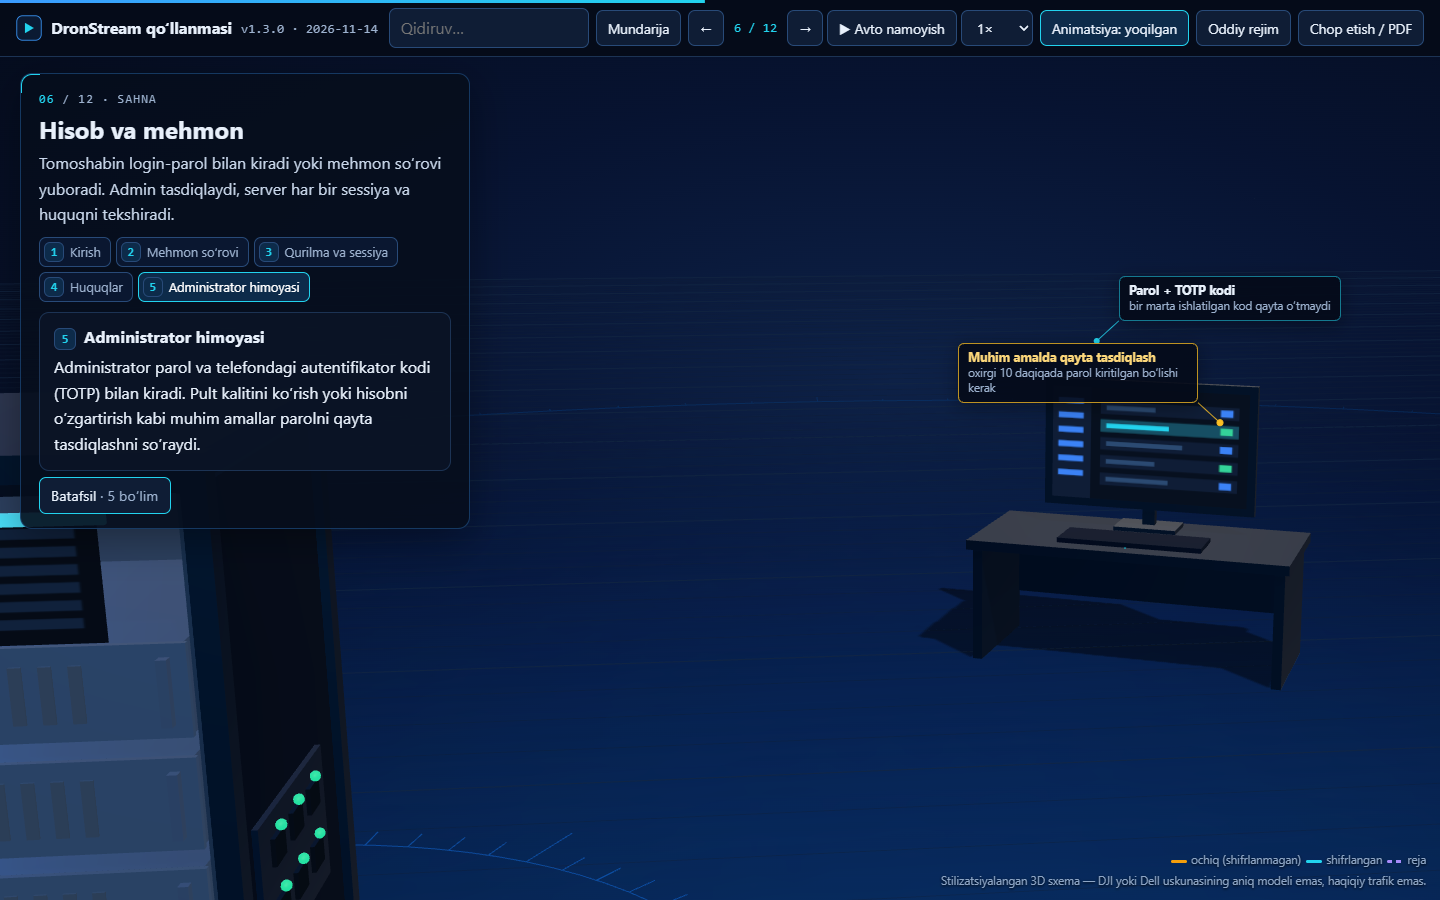 DronStream qo‘llanmasi v1.3.0 · 2026-11-14
Qidiruv...
Mundarija
←
6 / 12
→
▶ Avto namoyish
1×
Animatsiya: yoqilgan
Oddiy rejim
Chop etish / PDF
06 / 12 · SAHNA
Hisob va mehmon
Tomoshabin login-parol bilan kiradi yoki mehmon so‘rovi
yuboradi. Admin tasdiqlaydi, server har bir sessiya va
huquqni tekshiradi.
1 Kirish
2 Mehmon so‘rovi
3 Qurilma va sessiya
4 Huquqlar
5 Administrator himoyasi
5 Administrator himoyasi
Administrator parol va telefondagi autentifikator kodi
(TOTP) bilan kiradi. Pult kalitini ko‘rish yoki hisobni
o‘zgartirish kabi muhim amallar parolni qayta
tasdiqlashni so‘raydi.
Batafsil · 5 bo‘lim
Parol + TOTP kodi
bir marta ishlatilgan kod qayta o‘tmaydi
Muhim amalda qayta tasdiqlash
oxirgi 10 daqiqada parol kiritilgan bo‘lishi
kerak
ochiq (shifrlanmagan)
shifrlangan
reja
Stilizatsiyalangan 3D sxema — DJI yoki Dell uskunasining aniq modeli emas, haqiqiy trafik emas.